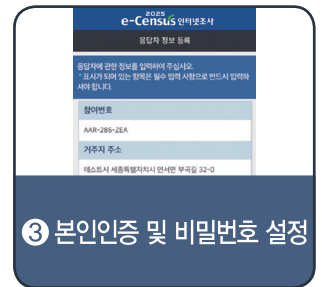 2025
e-Census 인터넷조사
응답자 정보 등록
응답자에 관한 정보를 입력하여 주십시오.
* 표시가 되어 있는 항목은 필수 입력 사항으로 반드시 입력하
셔야 합니다.
참여번호
AAR-286-ZEA
거주지 주소
테스트시 세종특별자치시 연서면 부곡길 32-0
❸ 본인인증 및 비밀번호 설정